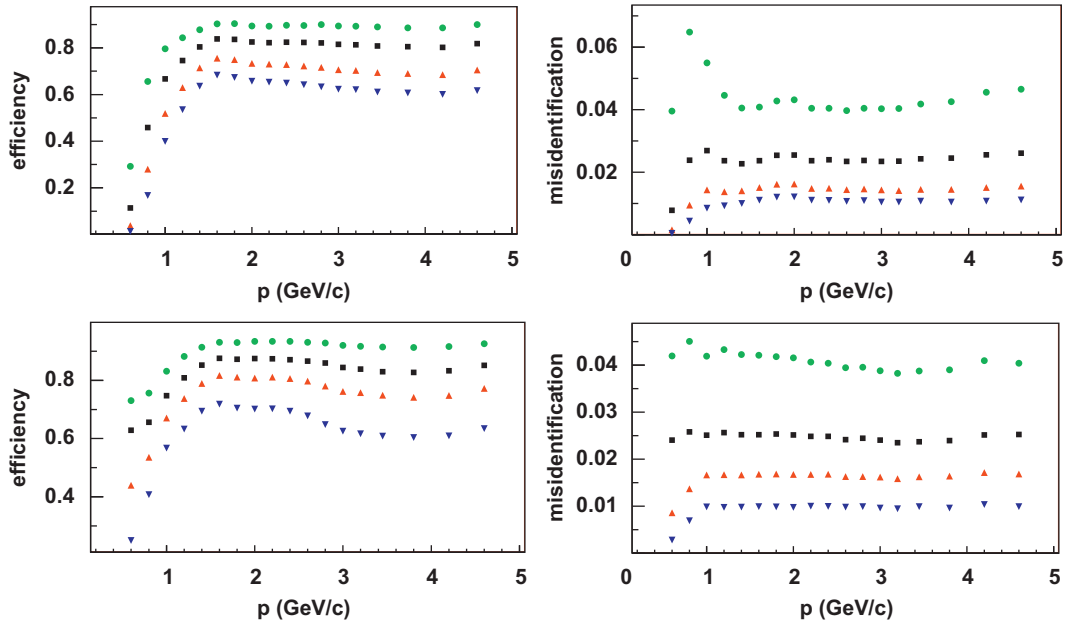 efficiency
0.8
0.6
0.4
0.2
1 2 3 4 5
p (GeV/c)
misidentification
0.06
0.04
0.02
0 1 2 3 4 5
p (GeV/c)
efficiency
0.8
0.6
0.4
1 2 3 4 5
p (GeV/c)
misidentification
0.04
0.03
0.02
0.01
0 1 2 3 4 5
p (GeV/c)